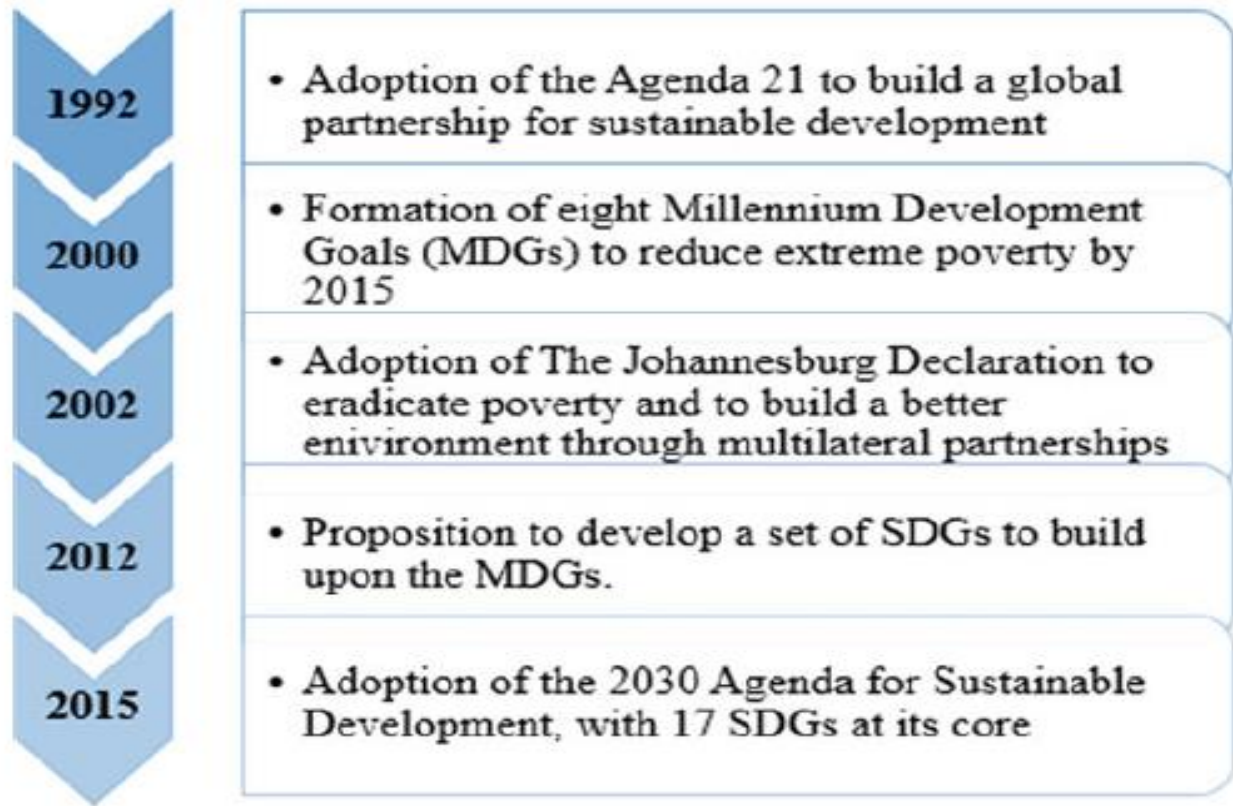 1992
• Adoption of the Agenda 21 to build a global
partnership for sustainable development
2000
• Formation of eight Millennium Development
Goals (MDGs) to reduce extreme poverty by
2015
2002
• Adoption of The Johannesburg Declaration to
eradicate poverty and to build a better
enivironment through multilateral partnerships
2012
• Proposition to develop a set of SDGs to build
upon the MDGs.
2015
• Adoption of the 2030 Agenda for Sustainable
Development, with 17 SDGs at its core